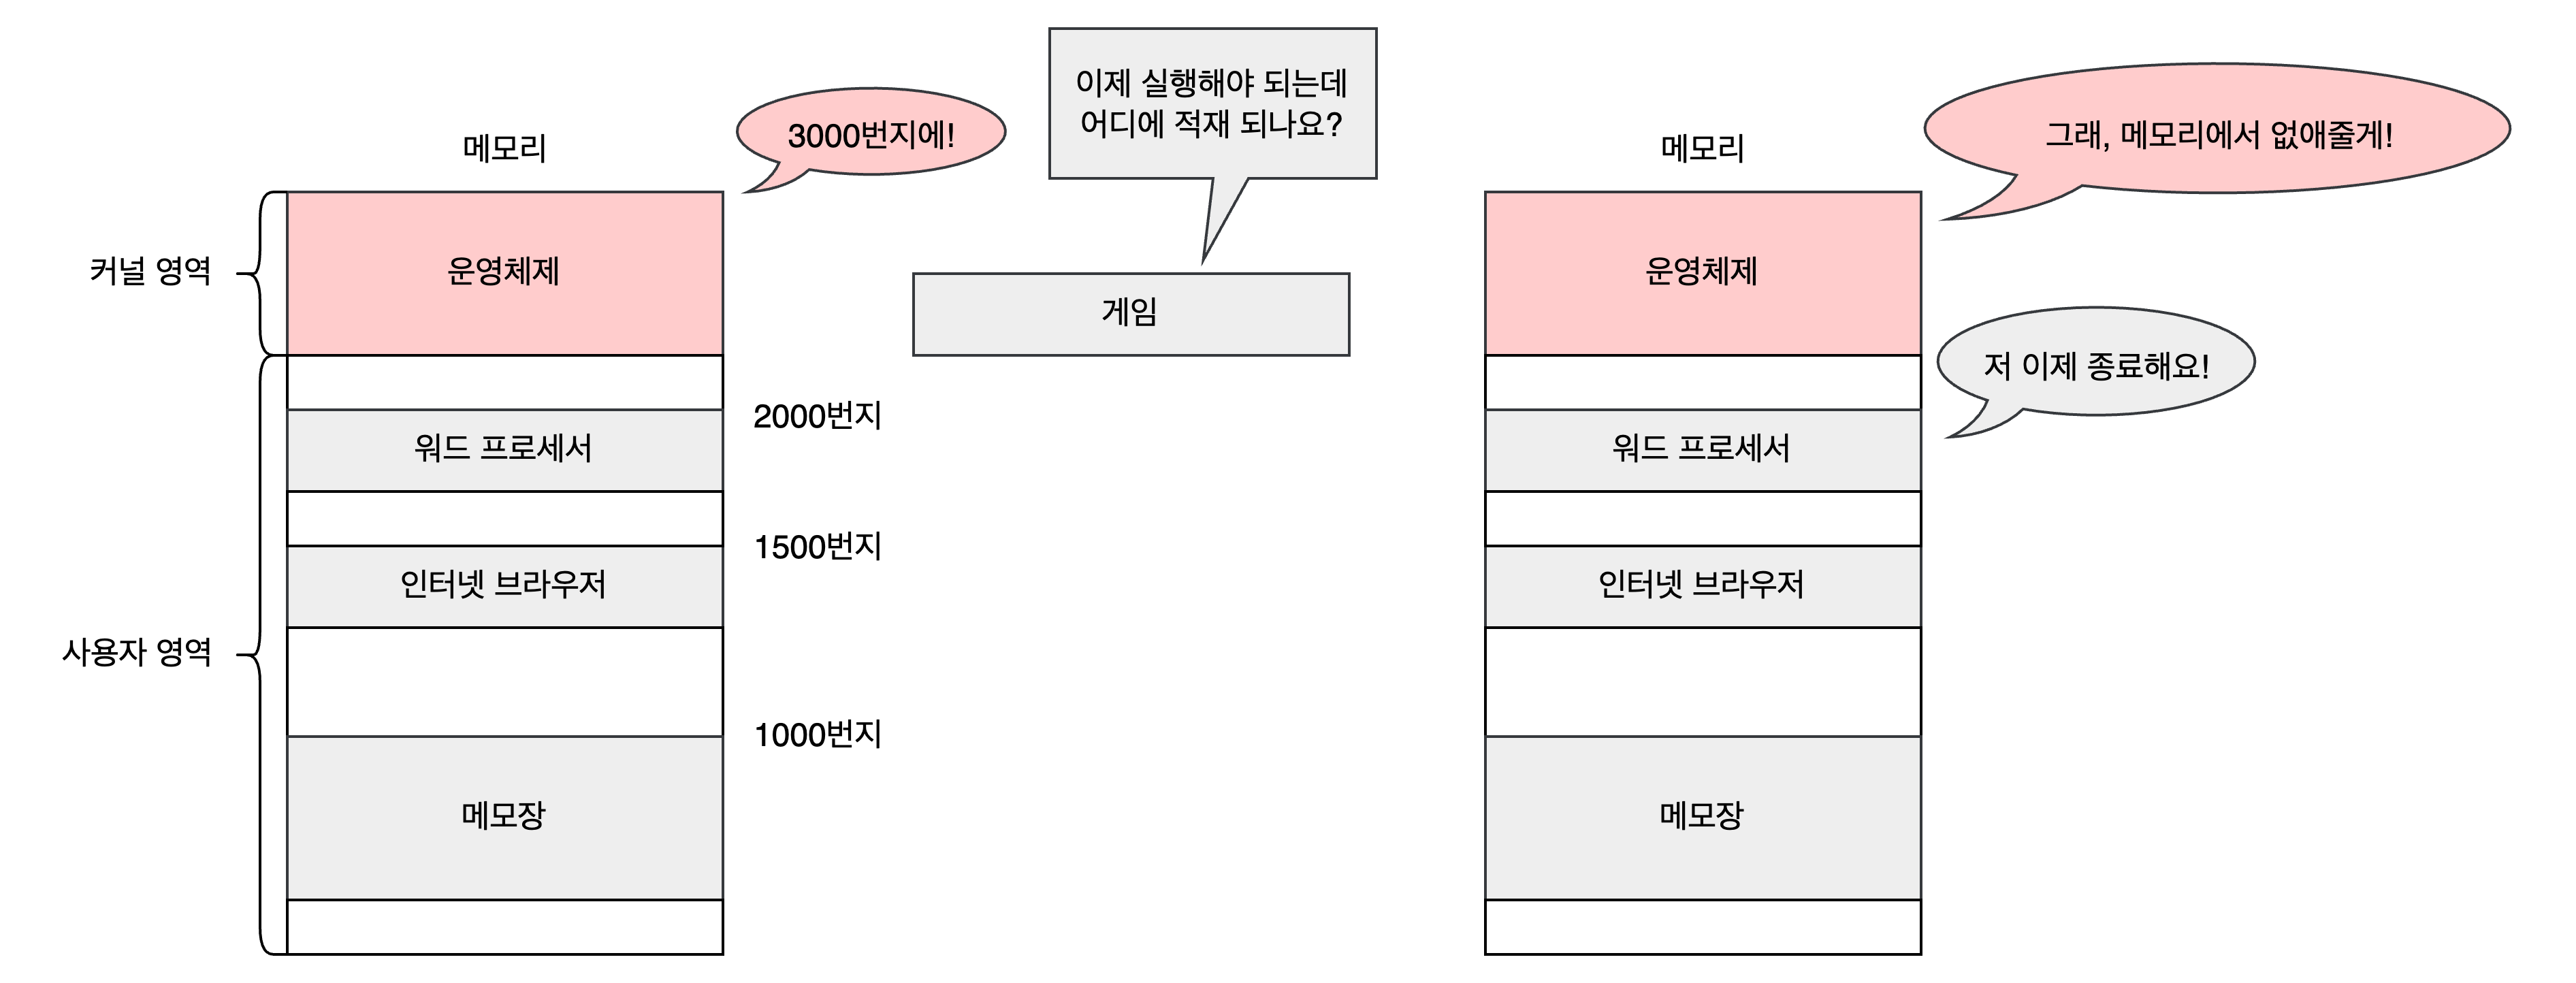 메모리
3000번지에!
이제 실행해야 되는데
어디에 적재 되나요?
커널 영역
운영체제
게임
2000번지
워드 프로세서
1500번지
인터넷 브라우저
사용자 영역
1000번지
메모장
메모리
그래, 메모리에서 없애줄게!
운영체제
저 이제 종료해요!
워드 프로세서
인터넷 브라우저
메모장